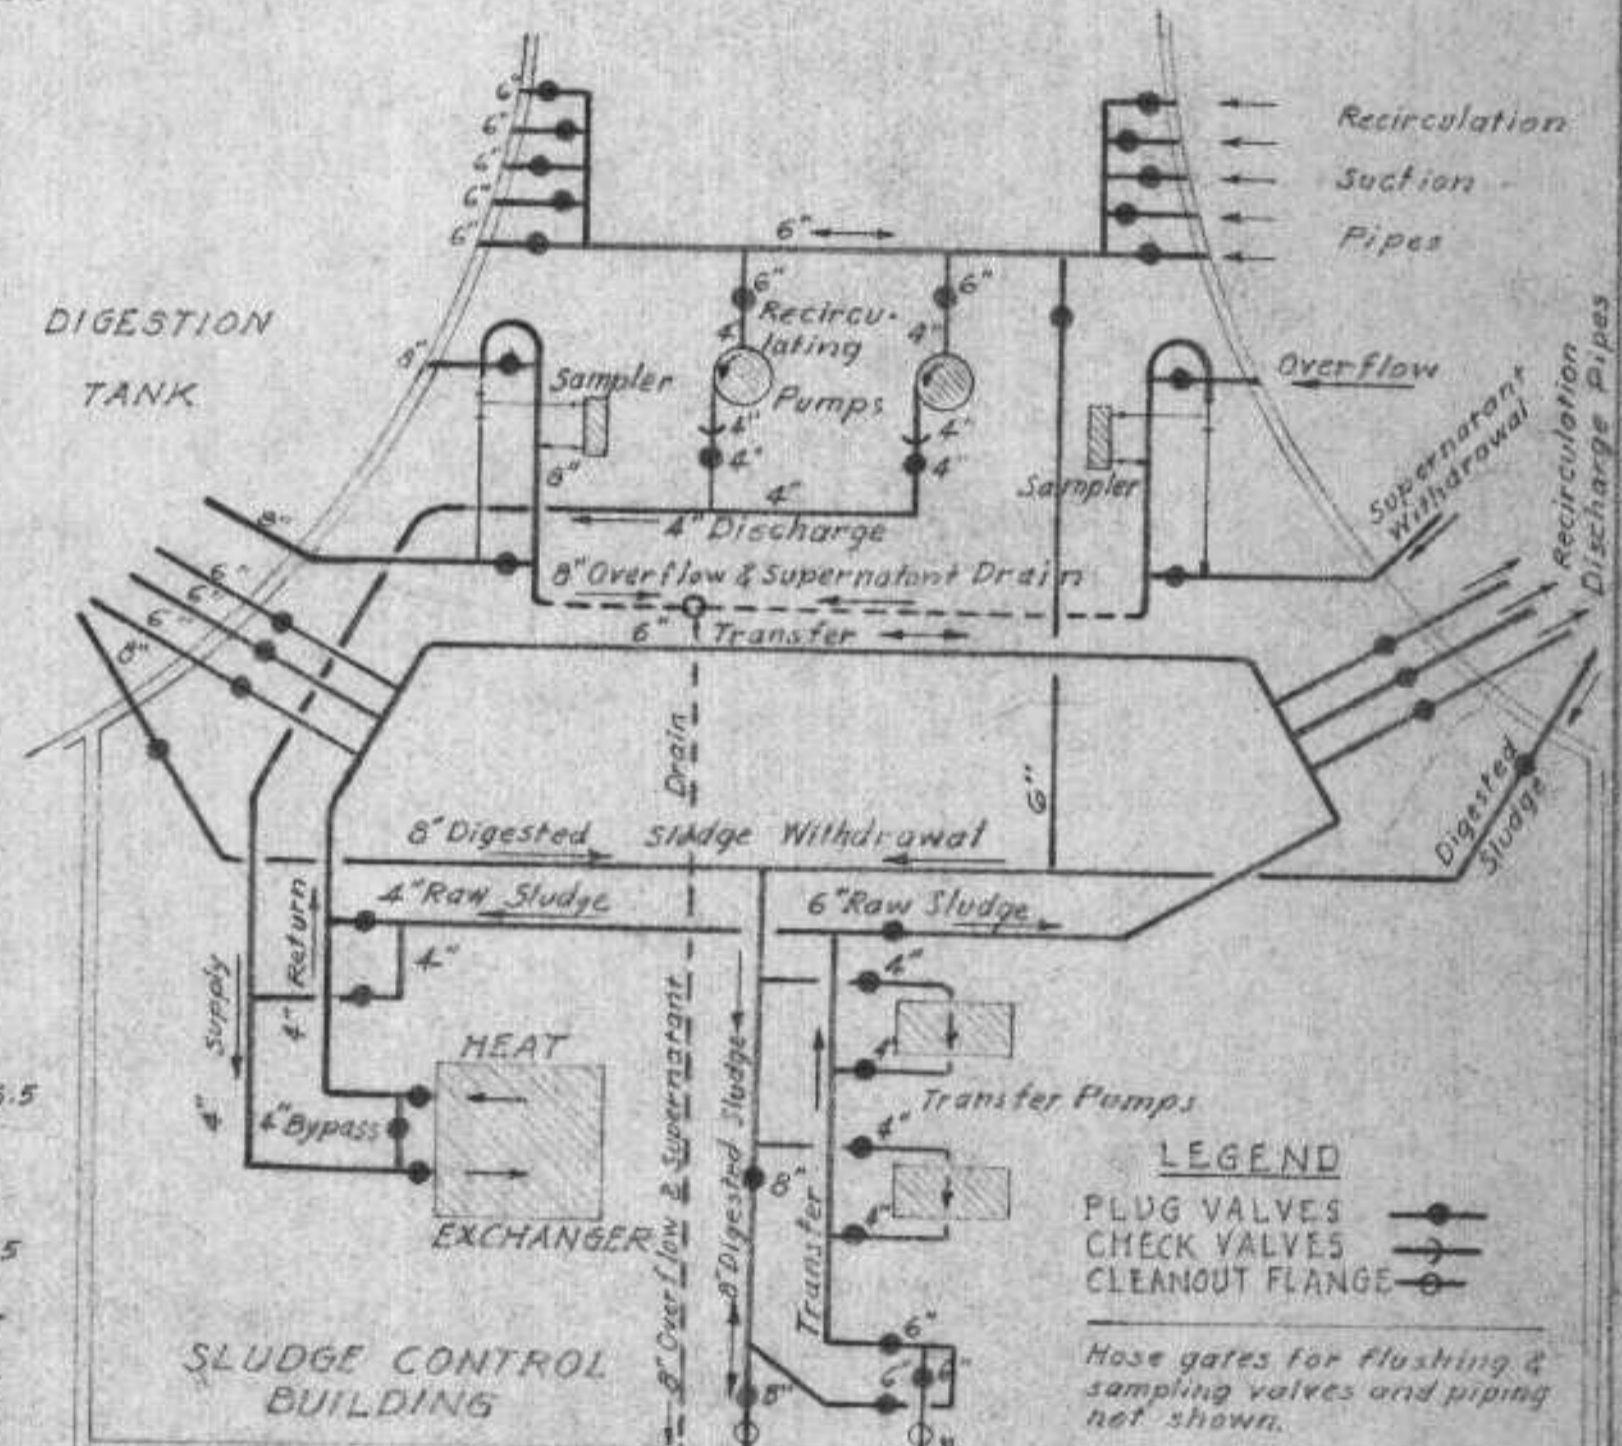 6"
6"
6"
6"
6"
Recirculation
Suction
Pipes
6"
6"
6"
DIGESTION
TANK
Recircu-
lating
Pumps
4"
4"
8"
Sampler
Overflow
4"
4"
4"
4"
8"
Sampler
Supernatant
Withdrawal
Recirculation
Discharge Pipes
4"
4" Discharge
8"
8" Overflow & Supernatant Drain
6" Transfer
6"
6"
6"
8"
Drain
6"
8" Digested Sludge Withdrawal
Digested
Sludge
4" Raw Sludge
6" Raw Sludge
4"
4"
Supply
4" Return
4"
HEAT
EXCHANGER
4" Bypass
6.5
5
4"
Transfer Pumps
4"
4"
8" Overflow & Supernatant
8" Digested Sludge
8"
Transfer
6"
6"
6"
8"
LEGEND
PLUG VALVES
CHECK VALVES
CLEANOUT FLANGE
Hose gates for flushing &
sampling valves and piping
not shown.
SLUDGE CONTROL
BUILDING